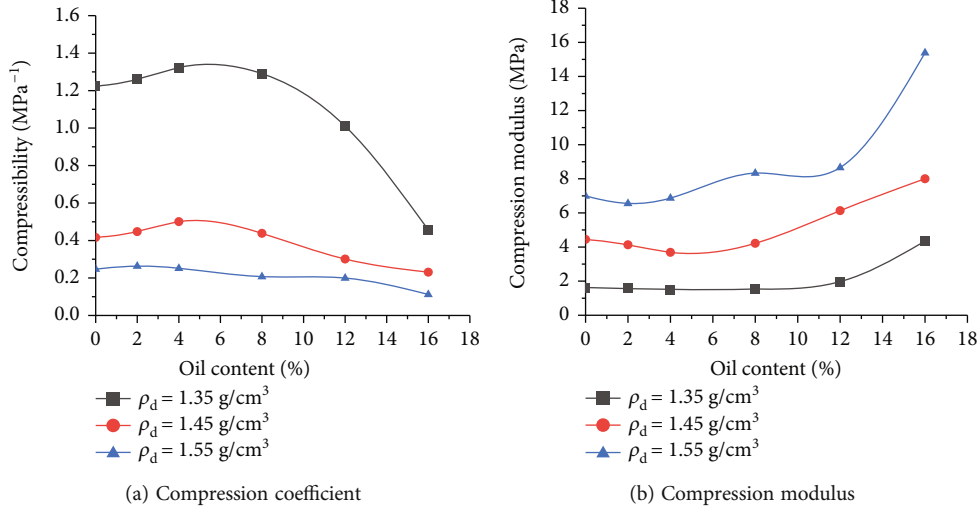 1.6
1.4
1.2
1.0
0.8
0.6
0.4
0.2
0.0
Compressibility (MPa⁻¹)
0 2 4 6 8 10 12 14 16 18
Oil content (%)
ρd = 1.35 g/cm³
ρd = 1.45 g/cm³
ρd = 1.55 g/cm³
(a) Compression coefficient
18
16
14
12
10
8
6
4
2
0
Compression modulus (MPa)
0 2 4 6 8 10 12 14 16 18
Oil content (%)
ρd = 1.35 g/cm³
ρd = 1.45 g/cm³
ρd = 1.55 g/cm³
(b) Compression modulus